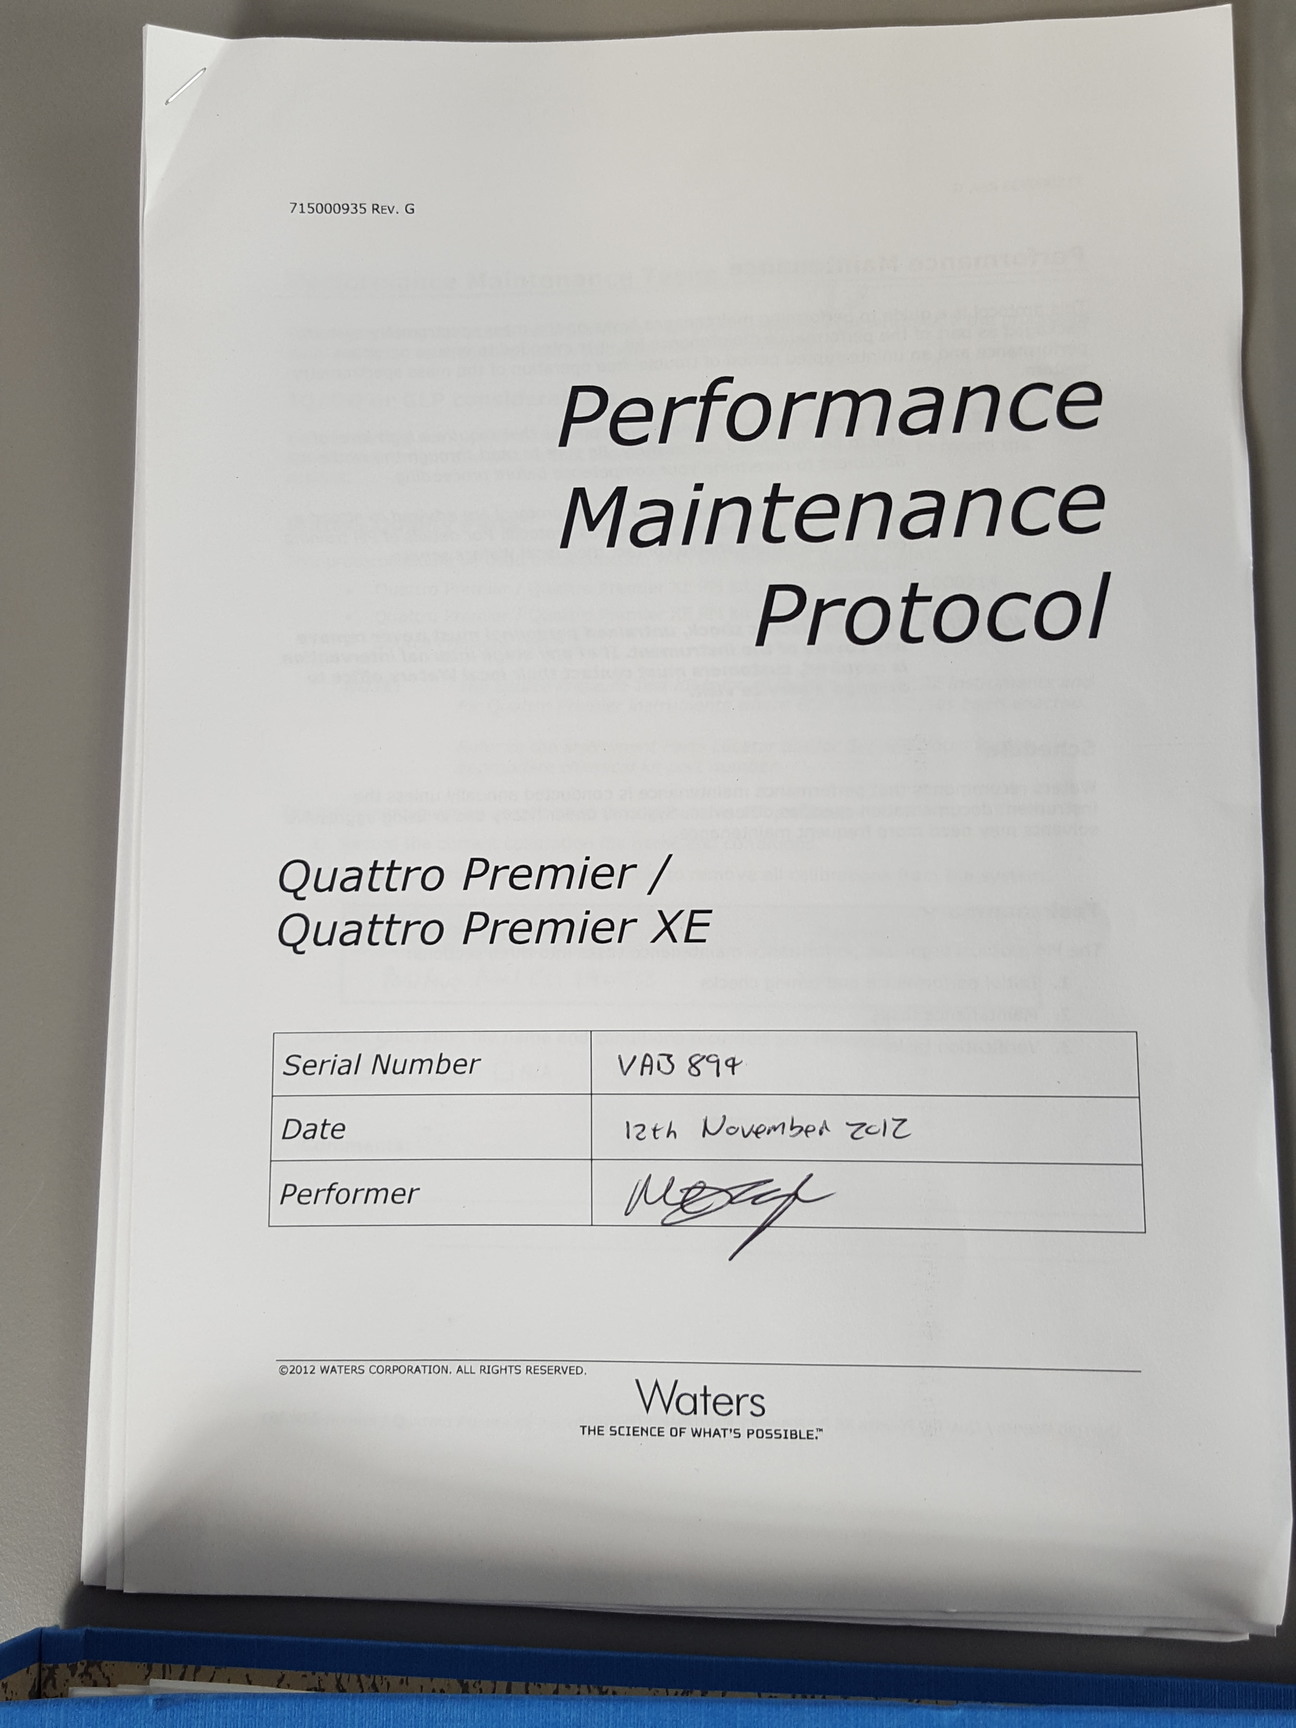 715000935 REV. G
Performance
Maintenance
Protocol
Quattro Premier /
Quattro Premier XE
Serial Number VAB 894
Date 12th November 2012
Performer
©2012 WATERS CORPORATION. ALL RIGHTS RESERVED.
Waters
THE SCIENCE OF WHAT'S POSSIBLE.™